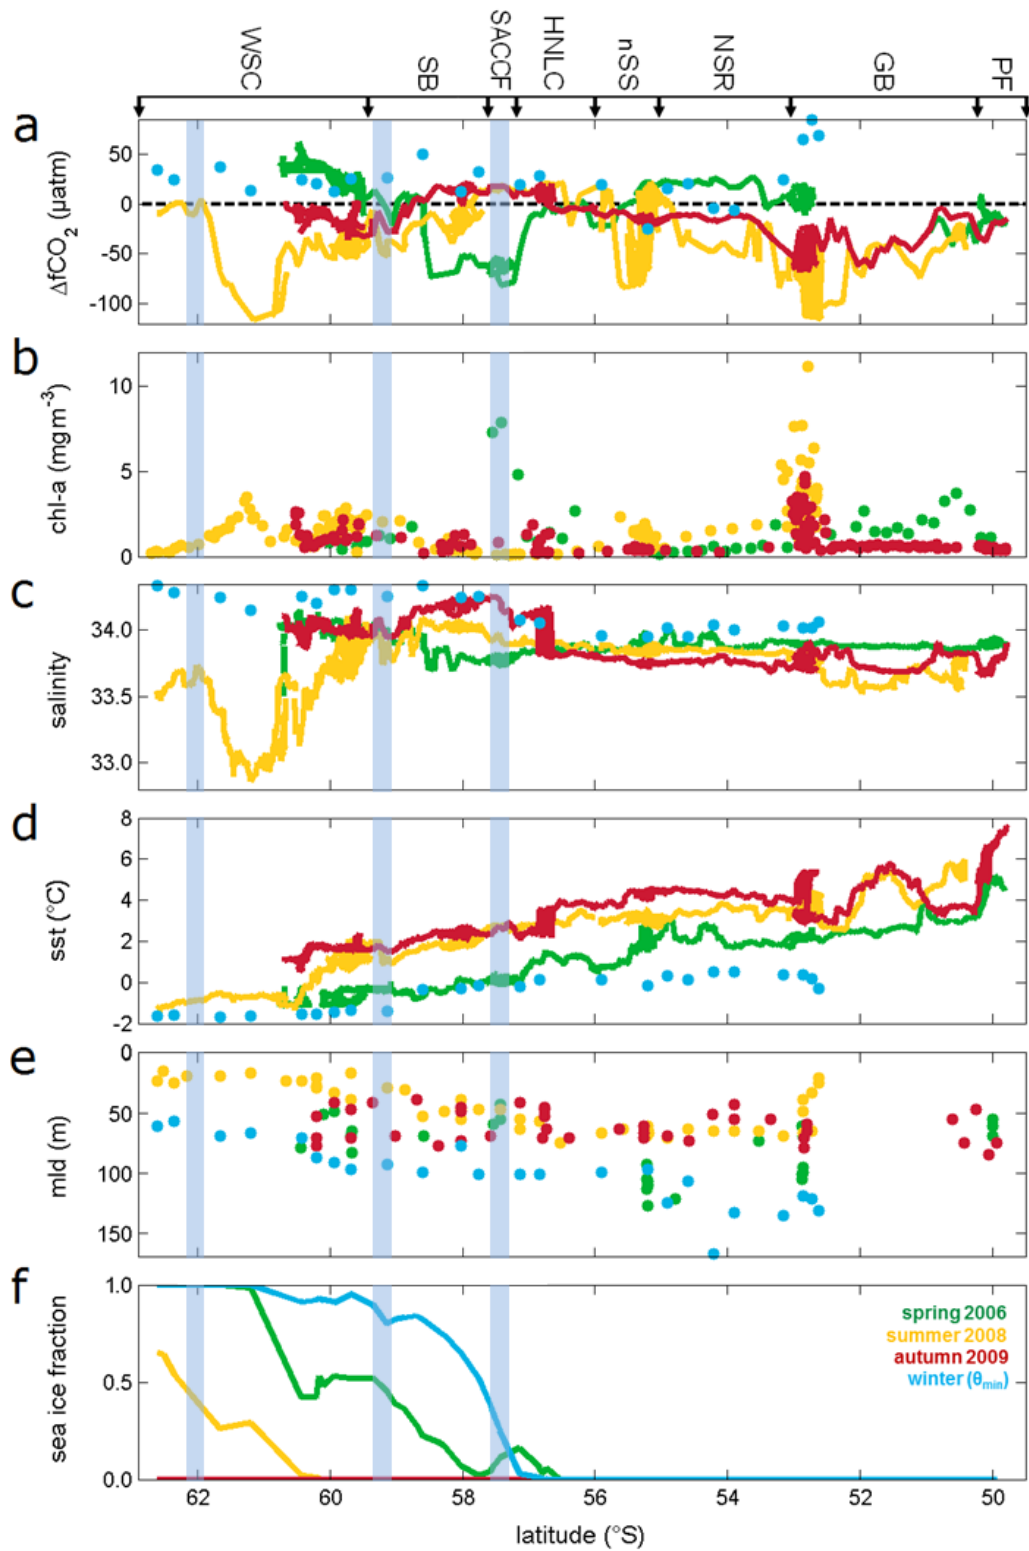 WSC SB SACCF HNLC nSS NSR GB PF
a
ΔfCO2 (µatm)
50
0
-50
-100
b
chl-a (mgm-3)
10
5
0
c
salinity
34.0
33.5
33.0
d
sst (°C)
8
6
4
2
0
-2
e
mld (m)
0
50
100
150
f
sea ice fraction
1.0
0.5
0.0
spring 2006
summer 2008
autumn 2009
winter (θmin)
62 60 58 56 54 52 50
latitude (°S)